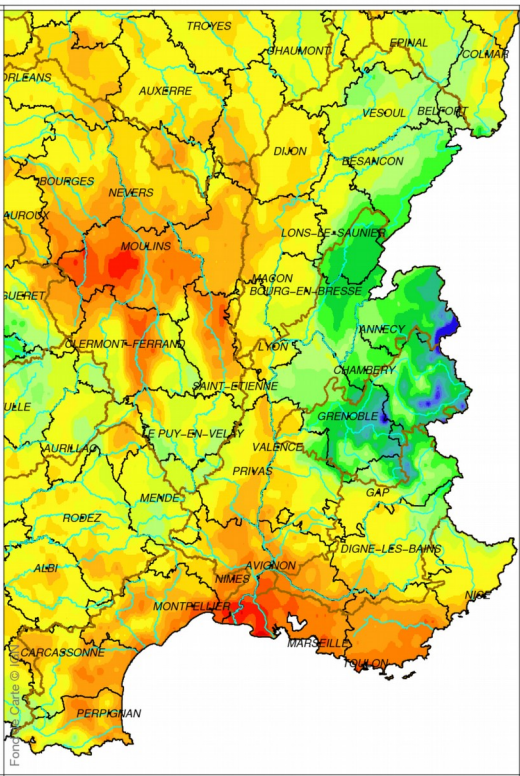 TROYES
EPINAL
CHAUMONT
COLMAR
ORLEANS
AUXERRE
VESOUL
BELFORT
DIJON
BESANCON
BOURGES
NEVERS
AUROUX
LONS-LE-SAUNIER
MOULINS
MACON
BOURG-EN-BRESSE
GUERET
ANNECY
CLERMONT-FERRAND
LYON
CHAMBERY
SAINT-ETIENNE
ULLE
GRENOBLE
LE PUY-EN-VELAY
AURILLAC
VALENCE
PRIVAS
GAP
MENDE
RODEZ
DIGNE-LES-BAINS
ALBI
AVIGNON
NIMES
NICE
MONTPELLIER
MARSEILLE
CARCASSONNE
TOULON
PERPIGNAN
Fond de Carte © IGN